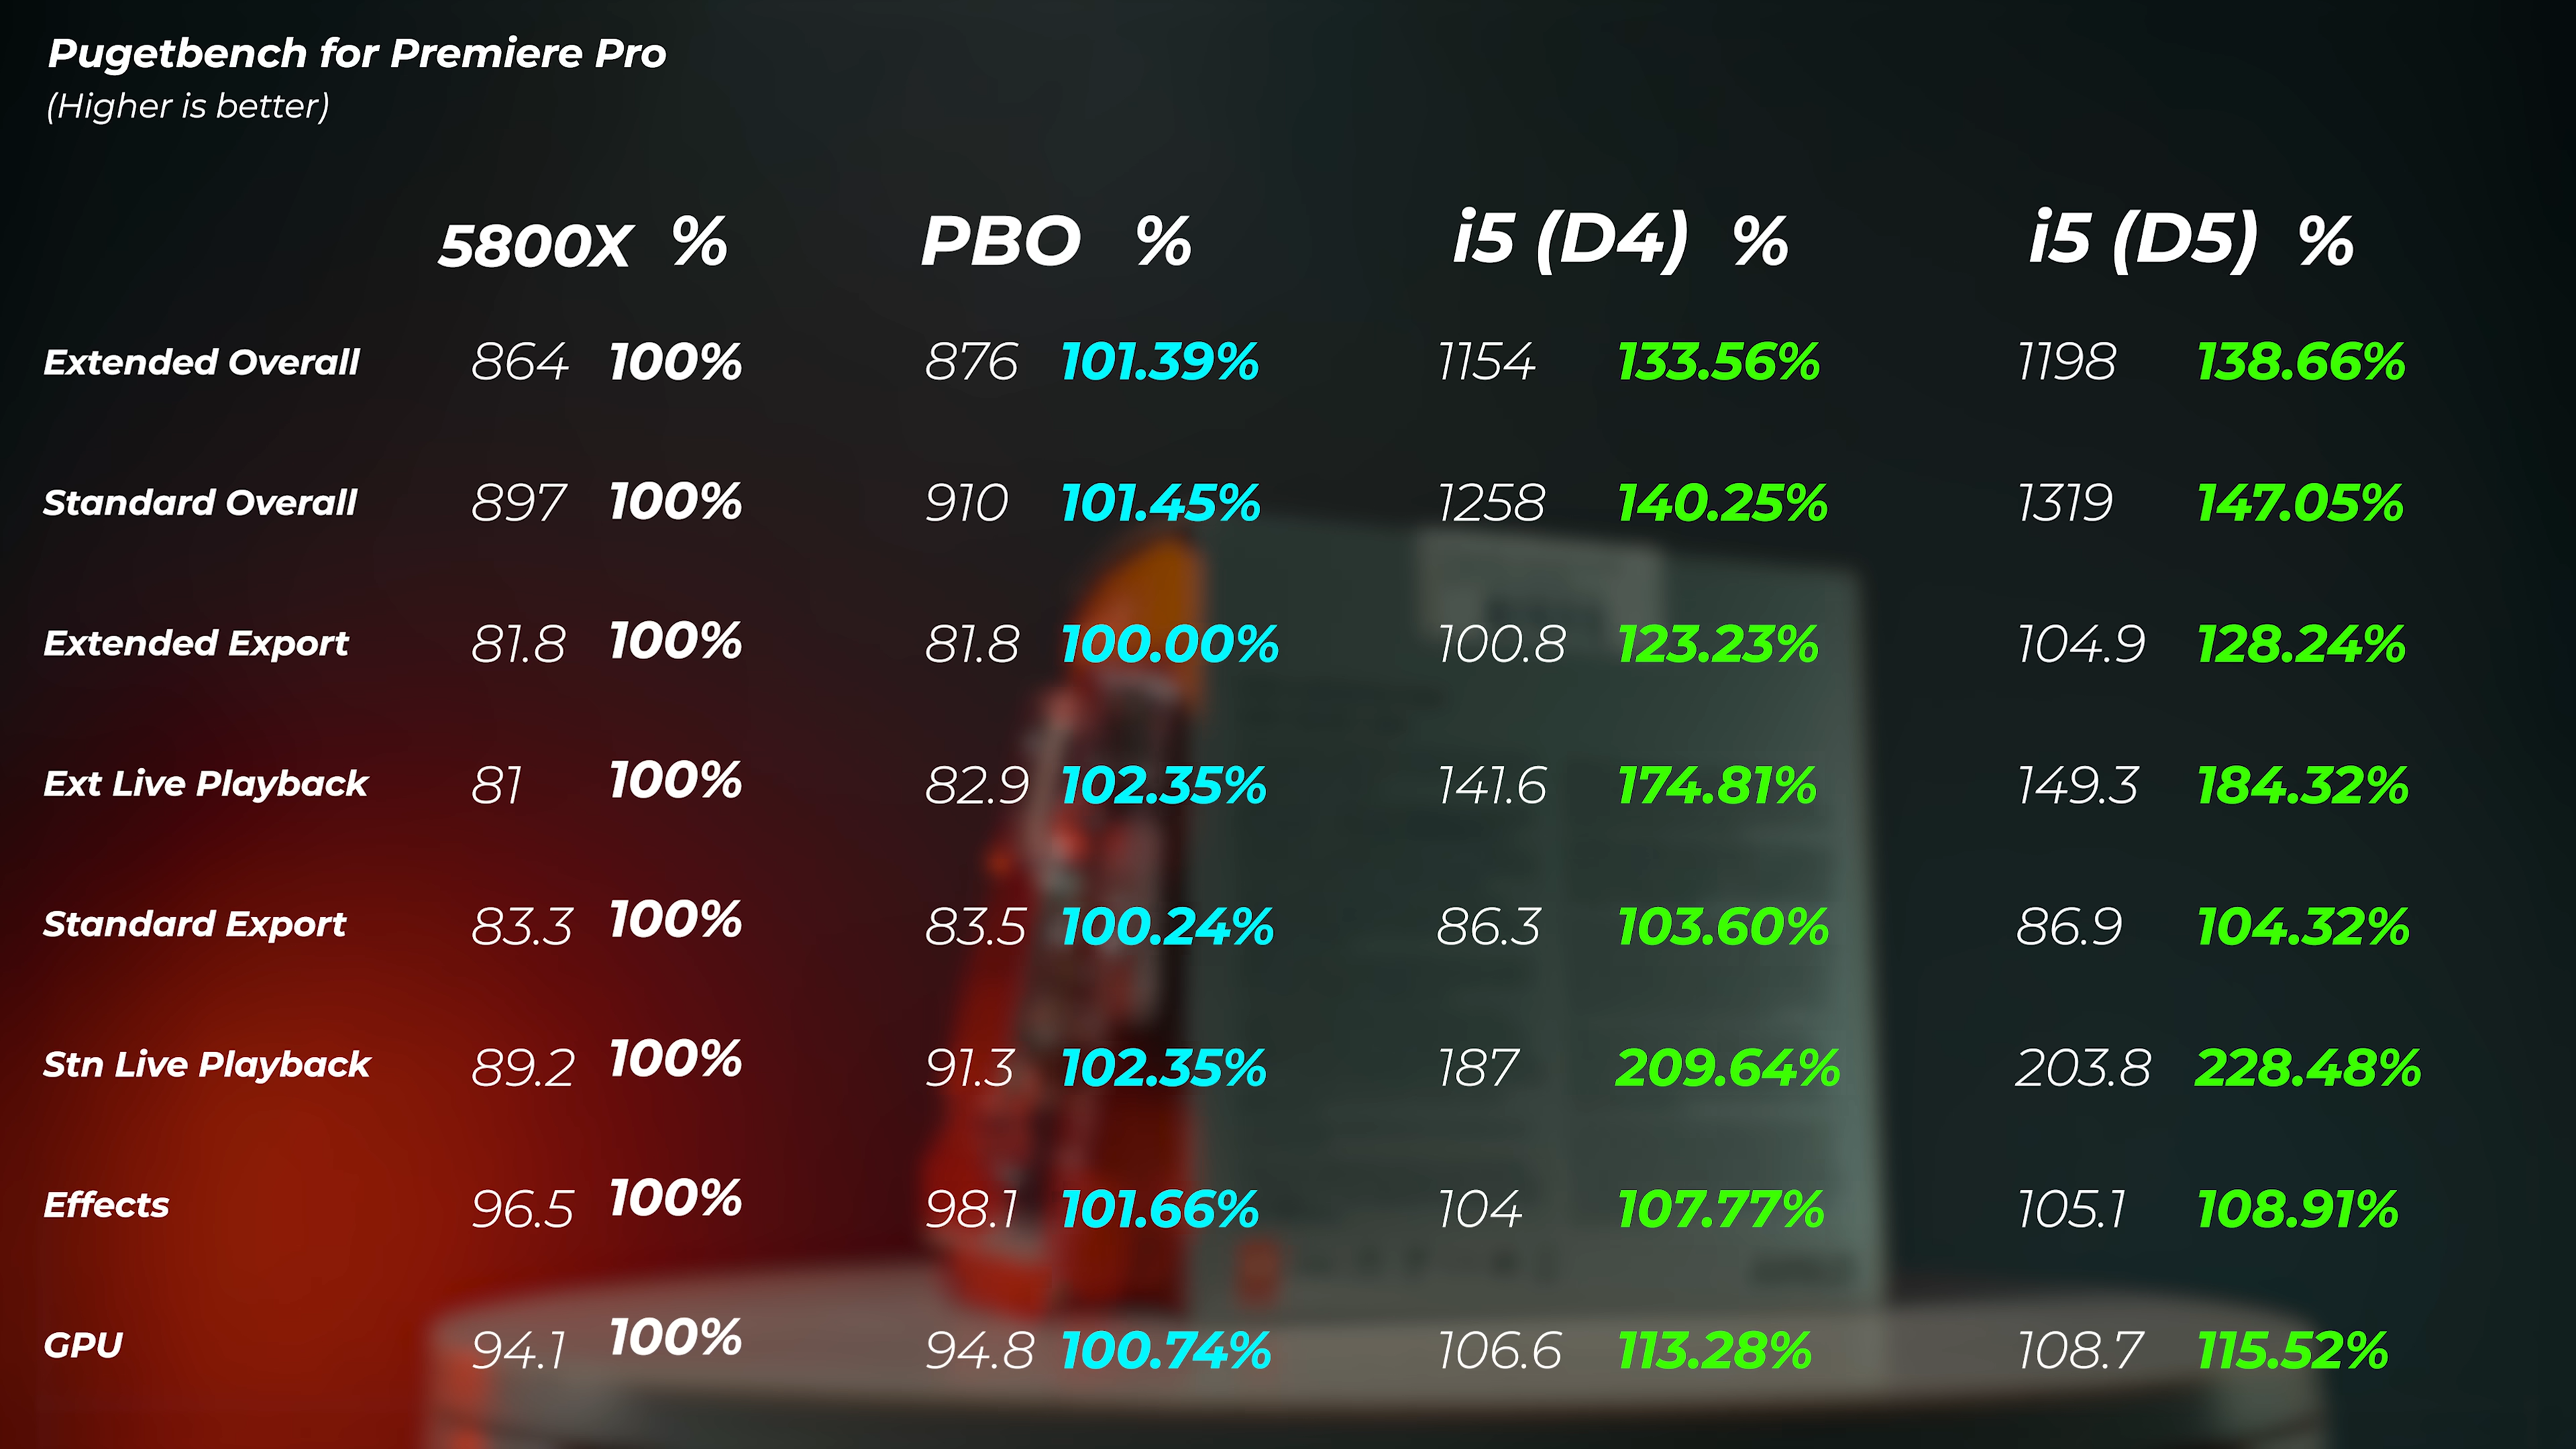 Pugetbench for Premiere Pro
(Higher is better)
5800X % PBO % i5 (D4) % i5 (D5) %
Extended Overall 864 100% 876 101.39% 1154 133.56% 1198 138.66%
Standard Overall 897 100% 910 101.45% 1258 140.25% 1319 147.05%
Extended Export 81.8 100% 81.8 100.00% 100.8 123.23% 104.9 128.24%
Ext Live Playback 81 100% 82.9 102.35% 141.6 174.81% 149.3 184.32%
Standard Export 83.3 100% 83.5 100.24% 86.3 103.60% 86.9 104.32%
Stn Live Playback 89.2 100% 91.3 102.35% 187 209.64% 203.8 228.48%
Effects 96.5 100% 98.1 101.66% 104 107.77% 105.1 108.91%
GPU 94.1 100% 94.8 100.74% 106.6 113.28% 108.7 115.52%